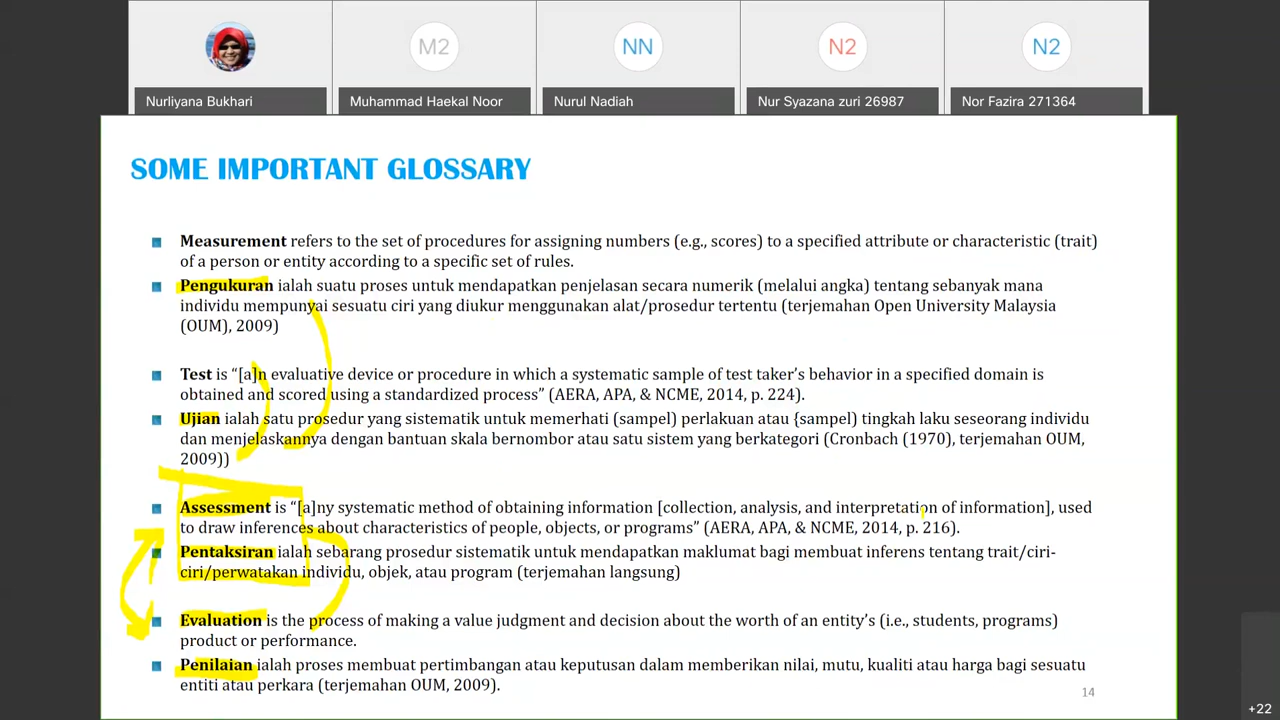 M2
NN
N2
N2
Nurliyana Bukhari
Muhammad Haekal Noor
Nurul Nadiah
Nur Syazana zuri 26987
Nor Fazira 271364
SOME IMPORTANT GLOSSARY
Measurement refers to the set of procedures for assigning numbers (e.g., scores) to a specified attribute or characteristic (trait)
of a person or entity according to a specific set of rules.
Pengukuran ialah suatu proses untuk mendapatkan penjelasan secara numerik (melalui angka) tentang sebanyak mana
individu mempunyai sesuatu ciri yang diukur menggunakan alat/prosedur tertentu (terjemahan Open University Malaysia
(OUM), 2009)
Test is “[a]n evaluative device or procedure in which a systematic sample of test taker’s behavior in a specified domain is
obtained and scored using a standardized process” (AERA, APA, & NCME, 2014, p. 224).
Ujian ialah satu prosedur yang sistematik untuk memerhati (sampel) perlakuan atau {sampel) tingkah laku seseorang individu
dan menjelaskannya dengan bantuan skala bernombor atau satu sistem yang berkategori (Cronbach (1970), terjemahan OUM,
2009))
Assessment is “[a]ny systematic method of obtaining information [collection, analysis, and interpretation of information], used
to draw inferences about characteristics of people, objects, or programs” (AERA, APA, & NCME, 2014, p. 216).
Pentaksiran ialah sebarang prosedur sistematik untuk mendapatkan maklumat bagi membuat inferens tentang trait/ciri-
ciri/perwatakan individu, objek, atau program (terjemahan langsung)
Evaluation is the process of making a value judgment and decision about the worth of an entity’s (i.e., students, programs)
product or performance.
Penilaian ialah proses membuat pertimbangan atau keputusan dalam memberikan nilai, mutu, kualiti atau harga bagi sesuatu
entiti atau perkara (terjemahan OUM, 2009).
14
+22